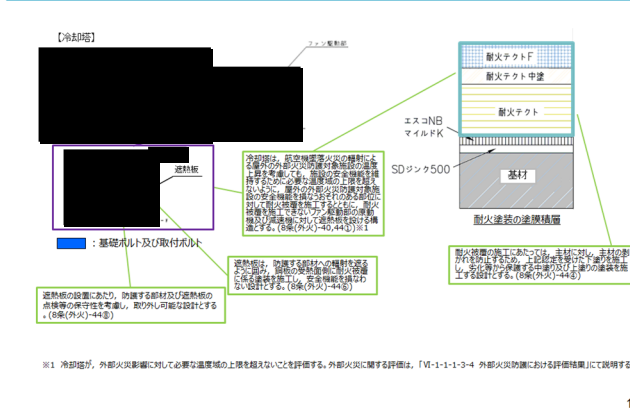 【冷却塔】
ファン駆動部
耐火テクトF
耐火テクト中塗
耐火テクト
エスコNB
マイルドK
SDジンク500
基材
耐火塗装の塗膜積層
遮熱板
：基礎ボルト及び取付ボルト
冷却塔は，航空機墜落火災の輻射によ
る屋外の外部火災防護対象施設の温度
上昇を考慮しても，施設の安全機能を維
持するために必要な温度域の上限を超え
ないように，屋外の外部火災防護対象施
設の安全機能を損なうおそれのある部位に
対して耐火被覆を施工するとともに，耐火
被覆を施工できないファン駆動部の原動
機及び減速機に対して遮熱板を設ける構
造とする。(8条(外火)-40,44①)※1
遮熱板は，防護する部材への輻射を遮る
ように囲み，鋼板の受熱面側に耐火被覆
に係る塗装を施工し，安全機能を損なわ
ない設計とする。(8条(外火)-44⑥)
耐火被覆の施工にあたっては，主材に対し，主材の剥
がれを防止するため，上記認定を受けた下塗りを施工
し，劣化等から保護する中塗り及び上塗りの塗装を施
工する設計とする。(8条(外火)-44③)
遮熱板の設置にあたり，防護する部材及び遮熱板の
点検等の保守性を考慮し，取外し可能な設計とする
。(8条(外火)-44⑧)
※1 冷却塔が，外部火災影響に対して必要な温度域の上限を超えないことを評価する。外部火災に関する評価は，「Ⅵ-1-1-1-3-4 外部火災防護における評価結果」にて説明する
1